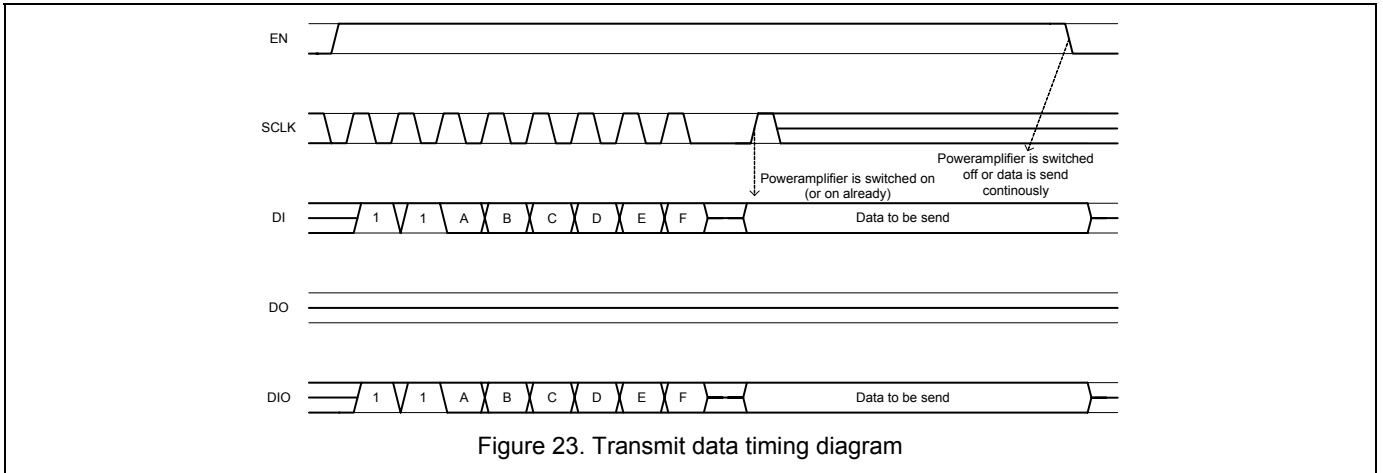 EN
SCLK
Poweramplifier is switched on
(or on already)
Poweramplifier is switched
off or data is send
continously
DI
1 1 A B C D E F
Data to be send
DO
DIO
1 1 A B C D E F
Data to be send
Figure 23. Transmit data timing diagram